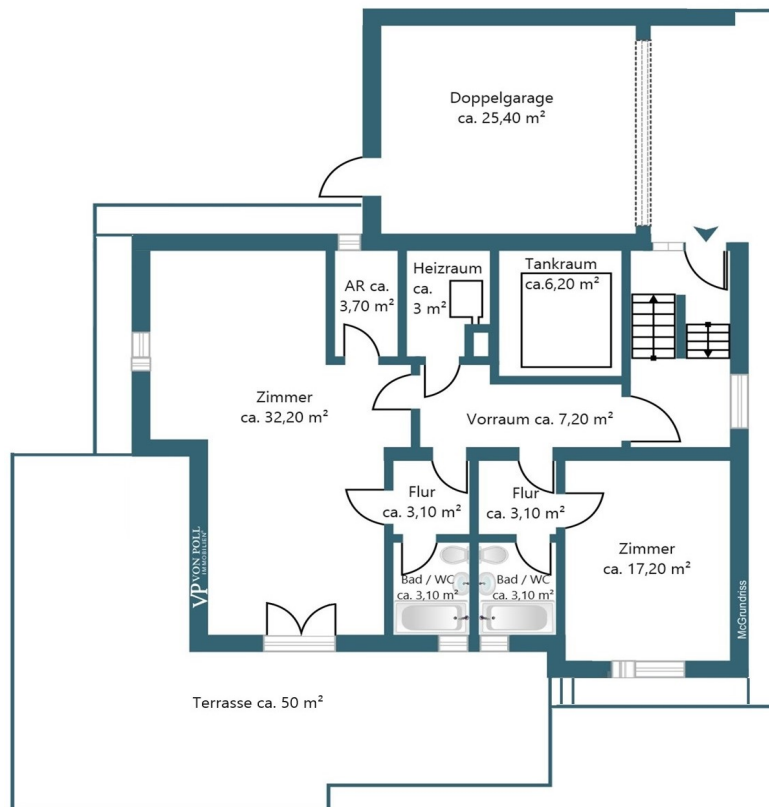 Doppelgarage
ca. 25,40 m²
AR ca.
3,70 m²
Heizraum
ca.
3 m²
Tankraum
ca.6,20 m²
Zimmer
ca. 32,20 m²
Vorraum ca. 7,20 m²
Flur
ca. 3,10 m²
Flur
ca. 3,10 m²
Zimmer
ca. 17,20 m²
Bad / WC
ca. 3,10 m²
Bad / WC
ca. 3,10 m²
VP VON POLL
IMMOBILIEN
McGrundriss
Terrasse ca. 50 m²